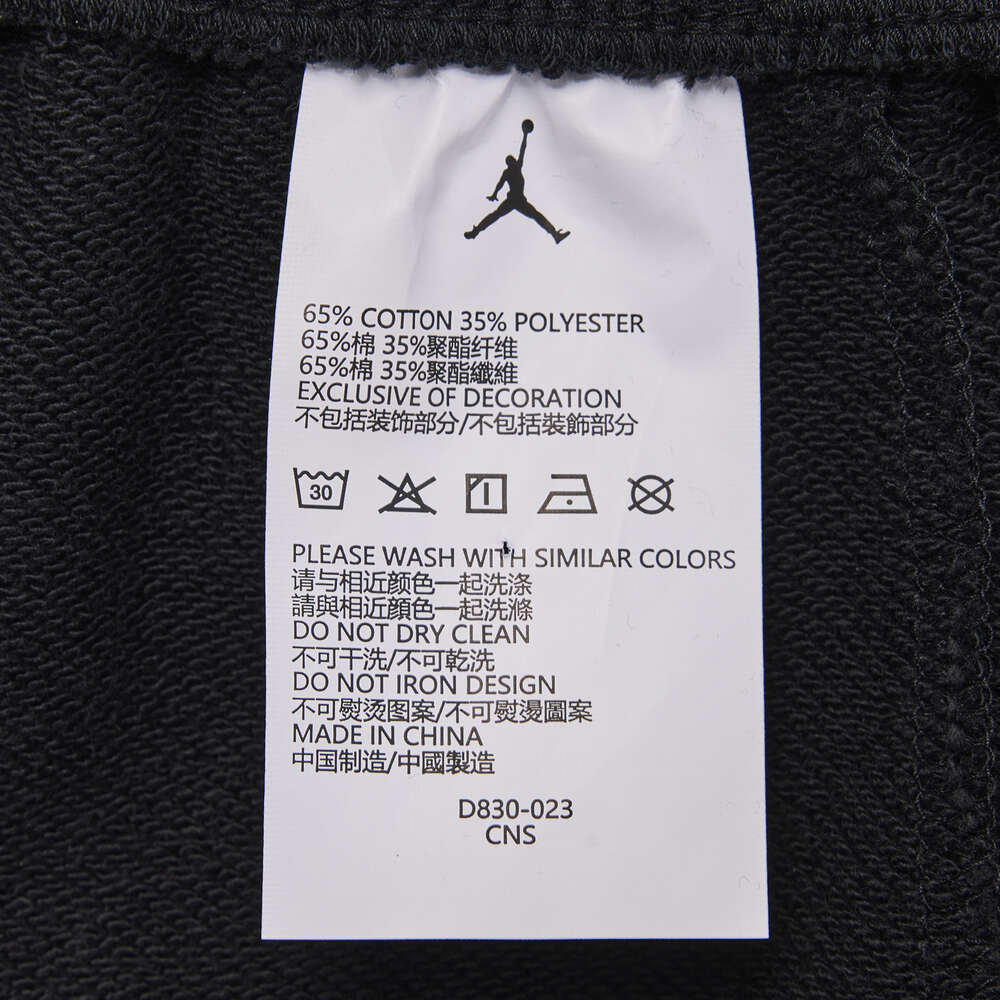 65% COTTON 35% POLYESTER
65%棉 35%聚酯纤维
65%棉 35%聚酯纖維
EXCLUSIVE OF DECORATION
不包括装饰部分/不包括裝飾部分
30
PLEASE WASH WITH SIMILAR COLORS
请与相近颜色一起洗涤
請與相近顏色一起洗滌
DO NOT DRY CLEAN
不可干洗/不可乾洗
DO NOT IRON DESIGN
不可熨烫图案/不可熨燙圖案
MADE IN CHINA
中国制造/中國製造
D830-023
CNS